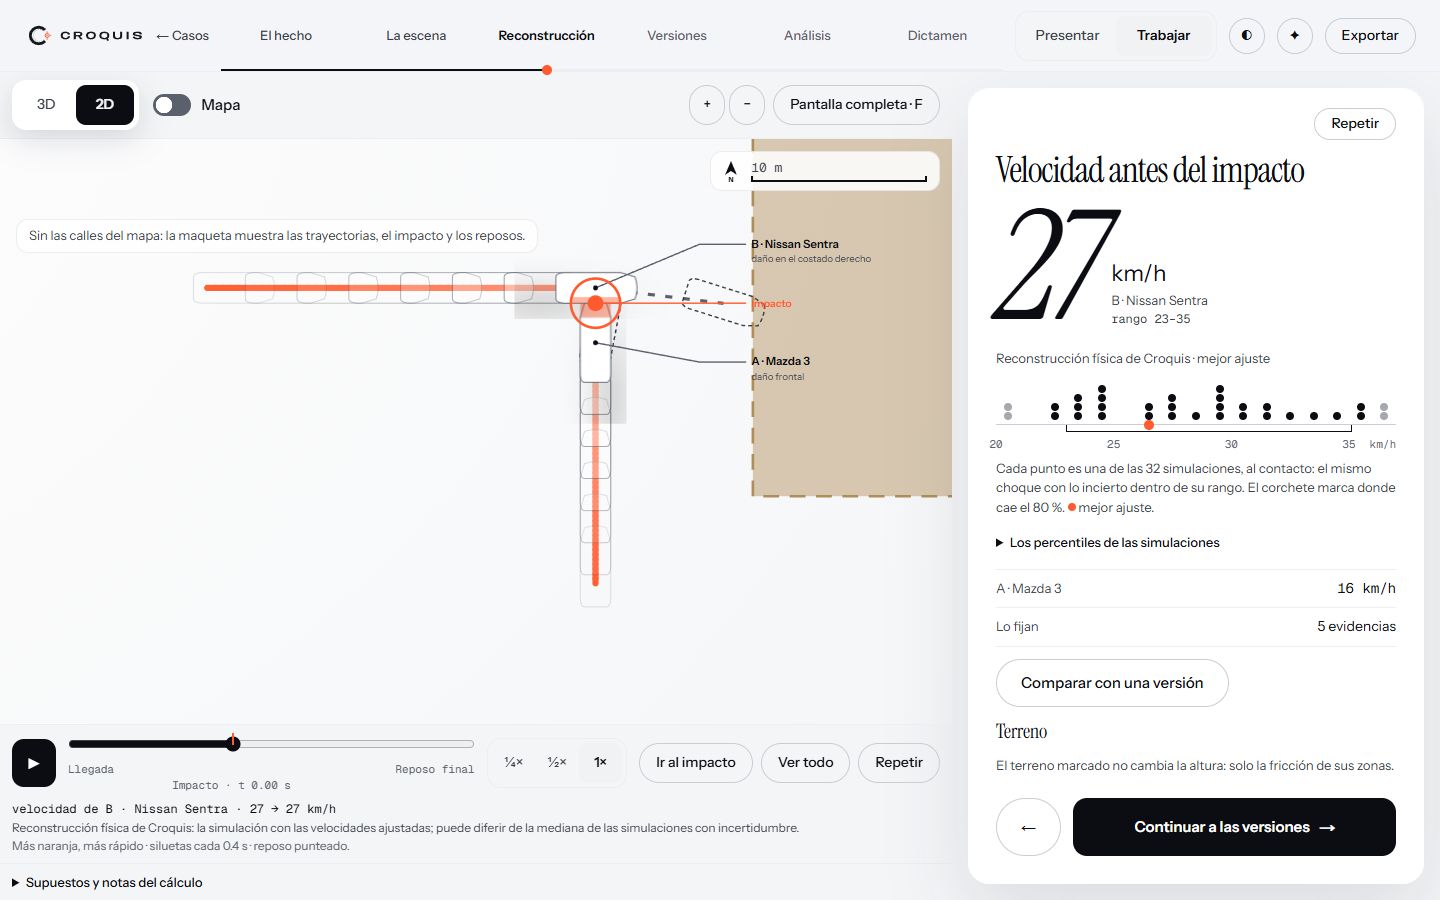 CROQUIS
← Casos
El hecho
La escena
Reconstrucción
Versiones
Análisis
Dictamen
Presentar
Trabajar
Exportar
3D
2D
Mapa
+
−
Pantalla completa · F
N
10 m
Sin las calles del mapa: la maqueta muestra las trayectorias, el impacto y los reposos.
B · Nissan Sentra
daño en el costado derecho
impacto
A · Mazda 3
daño frontal
Llegada
Reposo final
Impacto · t 0.00 s
¼×
½×
1×
Ir al impacto
Ver todo
Repetir
velocidad de B · Nissan Sentra · 27 → 27 km/h
Reconstrucción física de Croquis: la simulación con las velocidades ajustadas; puede diferir de la mediana de las simulaciones con incertidumbre.
Más naranja, más rápido · siluetas cada 0.4 s · reposo punteado.
Supuestos y notas del cálculo
Repetir
Velocidad antes del impacto
27
km/h
B · Nissan Sentra
rango 23–35
Reconstrucción física de Croquis · mejor ajuste
20
25
30
35
km/h
Cada punto es una de las 32 simulaciones, al contacto: el mismo
choque con lo incierto dentro de su rango. El corchete marca donde
cae el 80 %. mejor ajuste.
Los percentiles de las simulaciones
A · Mazda 3
16 km/h
Lo fijan
5 evidencias
Comparar con una versión
Terreno
El terreno marcado no cambia la altura: solo la fricción de sus zonas.
←
Continuar a las versiones →